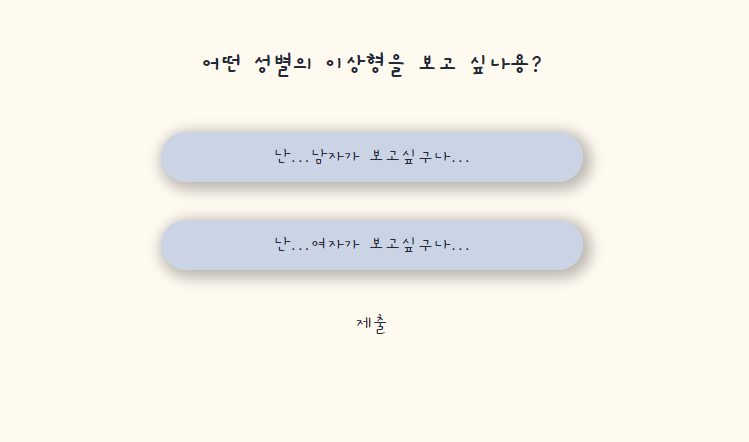 어떤 성별의 이상형을 보고 싶나용?
난...남자가 보고싶구나...
난...여자가 보고싶구나...
제출